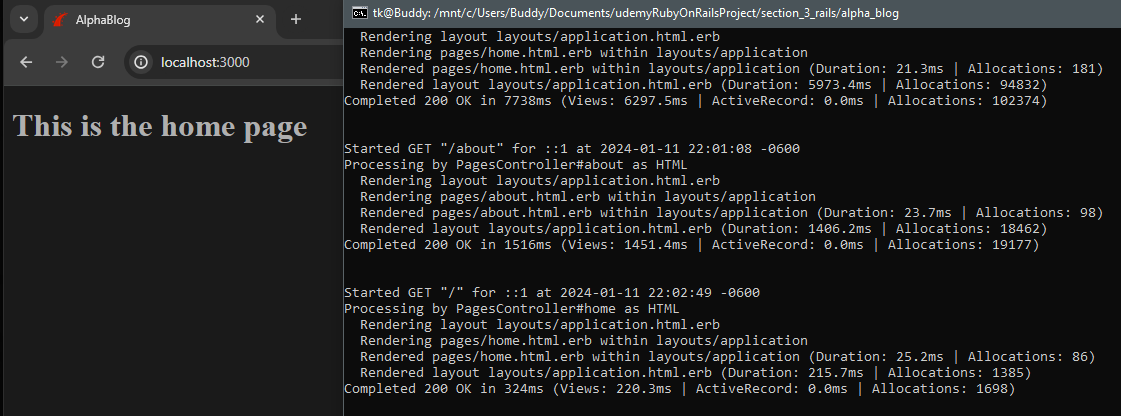 AlphaBlog
localhost:3000
This is the home page
tk@Buddy: /mnt/c/Users/Buddy/Documents/udemyRubyOnRailsProject/section_3_rails/alpha_blog
Rendering layout layouts/application.html.erb
Rendering pages/home.html.erb within layouts/application
Rendered pages/home.html.erb within layouts/application (Duration: 21.3ms | Allocations: 181)
Rendered layout layouts/application.html.erb (Duration: 5973.4ms | Allocations: 94832)
Completed 200 OK in 7738ms (Views: 6297.5ms | ActiveRecord: 0.0ms | Allocations: 102374)
Started GET "/about" for ::1 at 2024-01-11 22:01:08 -0600
Processing by PagesController#about as HTML
Rendering layout layouts/application.html.erb
Rendering pages/about.html.erb within layouts/application
Rendered pages/about.html.erb within layouts/application (Duration: 23.7ms | Allocations: 98)
Rendered layout layouts/application.html.erb (Duration: 1406.2ms | Allocations: 18462)
Completed 200 OK in 1516ms (Views: 1451.4ms | ActiveRecord: 0.0ms | Allocations: 19177)
Started GET "/" for ::1 at 2024-01-11 22:02:49 -0600
Processing by PagesController#home as HTML
Rendering layout layouts/application.html.erb
Rendering pages/home.html.erb within layouts/application
Rendered pages/home.html.erb within layouts/application (Duration: 25.2ms | Allocations: 86)
Rendered layout layouts/application.html.erb (Duration: 215.7ms | Allocations: 1385)
Completed 200 OK in 324ms (Views: 220.3ms | ActiveRecord: 0.0ms | Allocations: 1698)